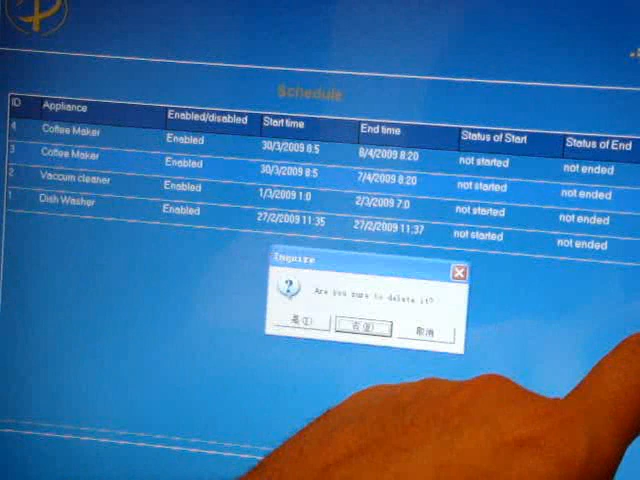 Schedule
ID Appliance Enabled/disabled Start time End time Status of Start Status of End
4 Coffee Maker Enabled 30/3/2009 8:5 8/4/2009 8:20 not started not ended
3 Coffee Maker Enabled 30/3/2009 8:5 7/4/2009 8:20 not started not ended
2 Vaccum cleaner Enabled 1/3/2009 1:0 2/3/2009 7:0 not started not ended
1 Dish Washer Enabled 27/2/2009 11:35 27/2/2009 11:37 not started not ended
Inquire
Are you sure to delete it?
是(Y) 否(N) 取消